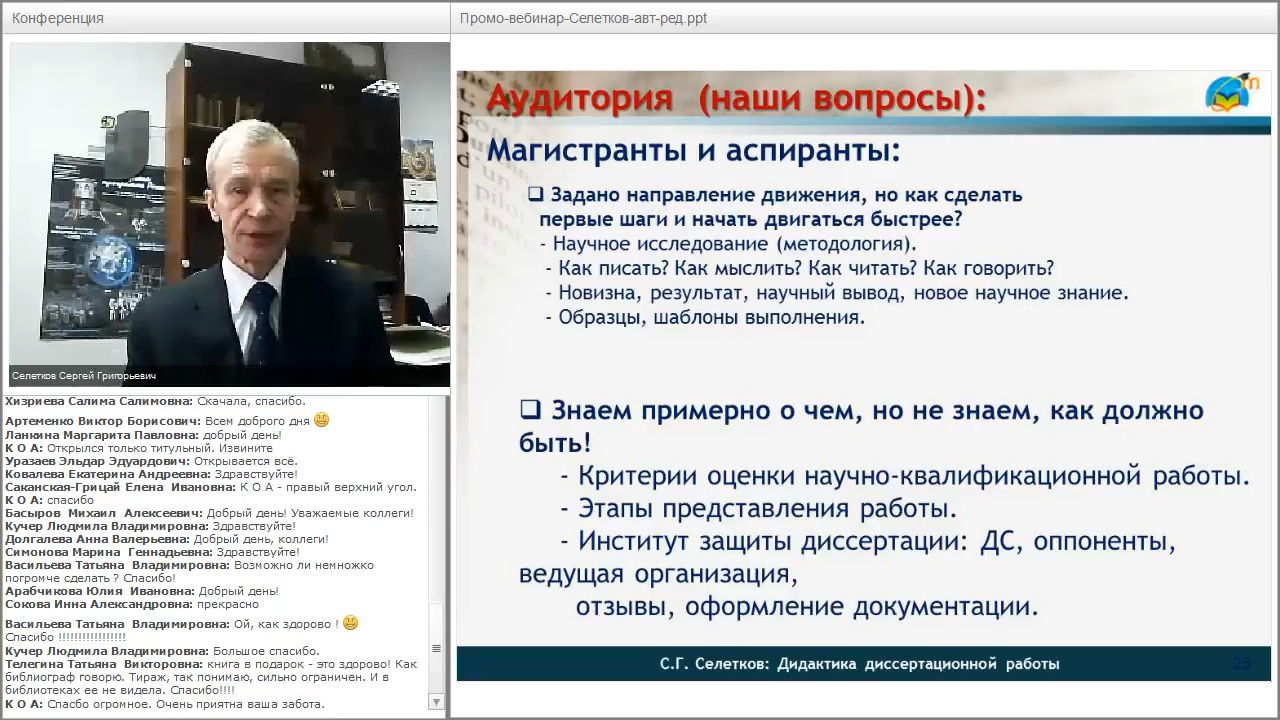 Конференция
Промо-вебинар-Селетков-авт-ред.ppt
Селетков Сергей Григорьевич
Хизриева Салима Салимовна: Скачала, спасибо.
Артеменко Виктор Борисович: Всем доброго дня
Ланкина Маргарита Павловна: добрый день!
К О А: Открылся только титульный. Извините
Уразаев Эльдар Эдуардович: Открывается всё.
Ковалева Екатерина Андреевна: Здравствуйте!
Саканская-Грицай Елена Ивановна: К О А - правый верхний угол.
К О А: спасибо
Басыров Михаил Алексеевич: Добрый день! Уважаемые коллеги!
Кучер Людмила Владимировна: Здравствуйте!
Долгалева Анна Валерьевна: Добрый день, коллеги!
Симонова Марина Геннадьевна: Здравствуйте!
Васильева Татьяна Владимировна: Возможно ли немножко
погромче сделать ? Спасибо!
Арабчикова Юлия Ивановна: Добрый день!
Сокова Инна Александровна: прекрасно
Васильева Татьяна Владимировна: Ой, как здорово !
Спасибо !!!!!!!!!!!!!!!!!
Кучер Людмила Владимировна: Большое спасибо.
Телегина Татьяна Викторовна: книга в подарок - это здорово! Как
библиограф говорю. Тираж, так понимаю, сильно ограничен. И в
библиотеках ее не видела. Спасибо!!!!
К О А: Спасбо огромное. Очень приятна ваша забота.
Аудитория (наши вопросы):
Магистранты и аспиранты:
❑ Задано направление движения, но как сделать
первые шаги и начать двигаться быстрее?
- Научное исследование (методология).
- Как писать? Как мыслить? Как читать? Как говорить?
- Новизна, результат, научный вывод, новое научное знание.
- Образцы, шаблоны выполнения.
❑ Знаем примерно о чем, но не знаем, как должно
быть!
- Критерии оценки научно-квалификационной работы.
- Этапы представления работы.
- Институт защиты диссертации: ДС, оппоненты,
ведущая организация,
отзывы, оформление документации.
С.Г. Селетков: Дидактика диссертационной работы